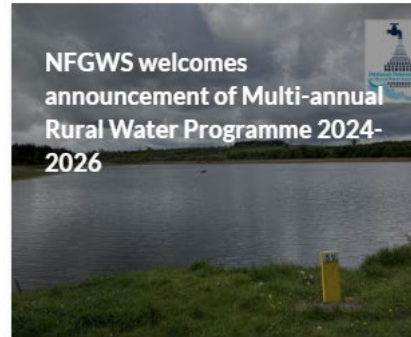 NFGWS welcomes
announcement of Multi-annual
Rural Water Programme 2024-
2026